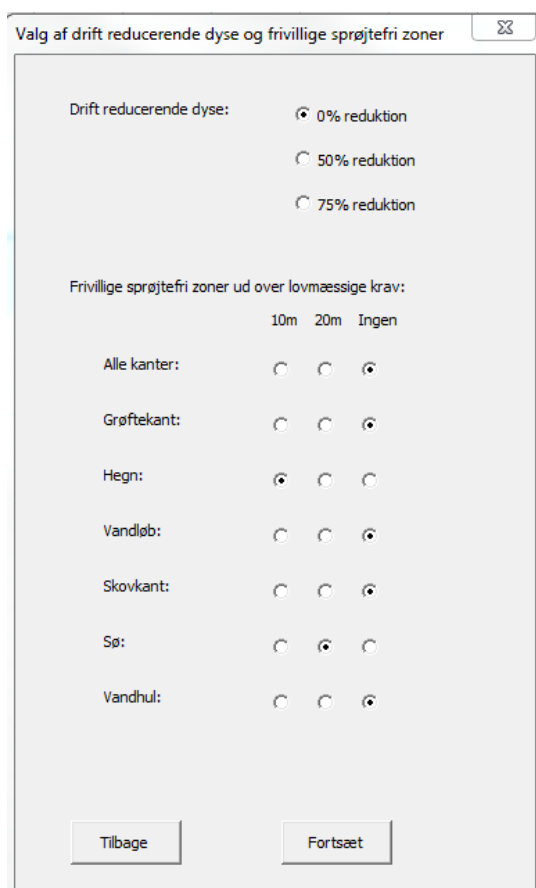 Valg af drift reducerende dyse og frivillige sprøjtefri zoner
Drift reducerende dyse:
0% reduktion
50% reduktion
75% reduktion
Frivillige sprøjtefri zoner ud over lovmæssige krav:
10m 20m Ingen
Alle kanter:
Grøftekant:
Hegn:
Vandløb:
Skovkant:
Sø:
Vandhul:
Tilbage Fortsæt